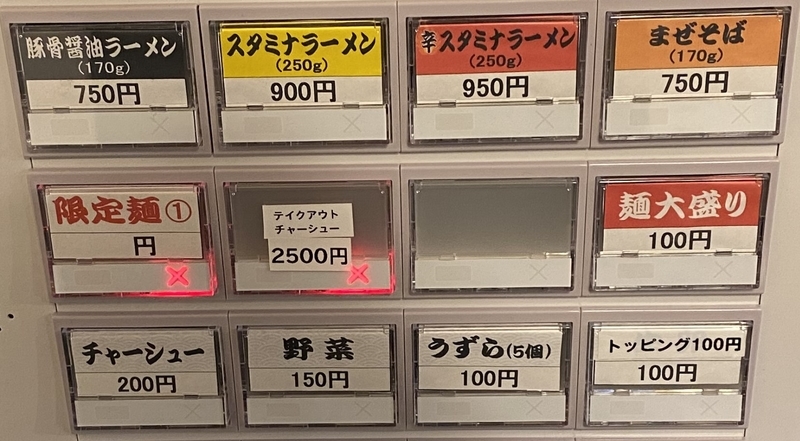 豚骨醤油ラーメン
(170g)
750円
スタミナラーメン
(250g)
900円
辛スタミナラーメン
(250g)
950円
まぜそば
(170g)
750円
限定麺①
円
テイクアウト
チャーシュー
2500円
麺大盛り
100円
チャーシュー
200円
野菜
150円
うずら(5個)
100円
トッピング100円
100円